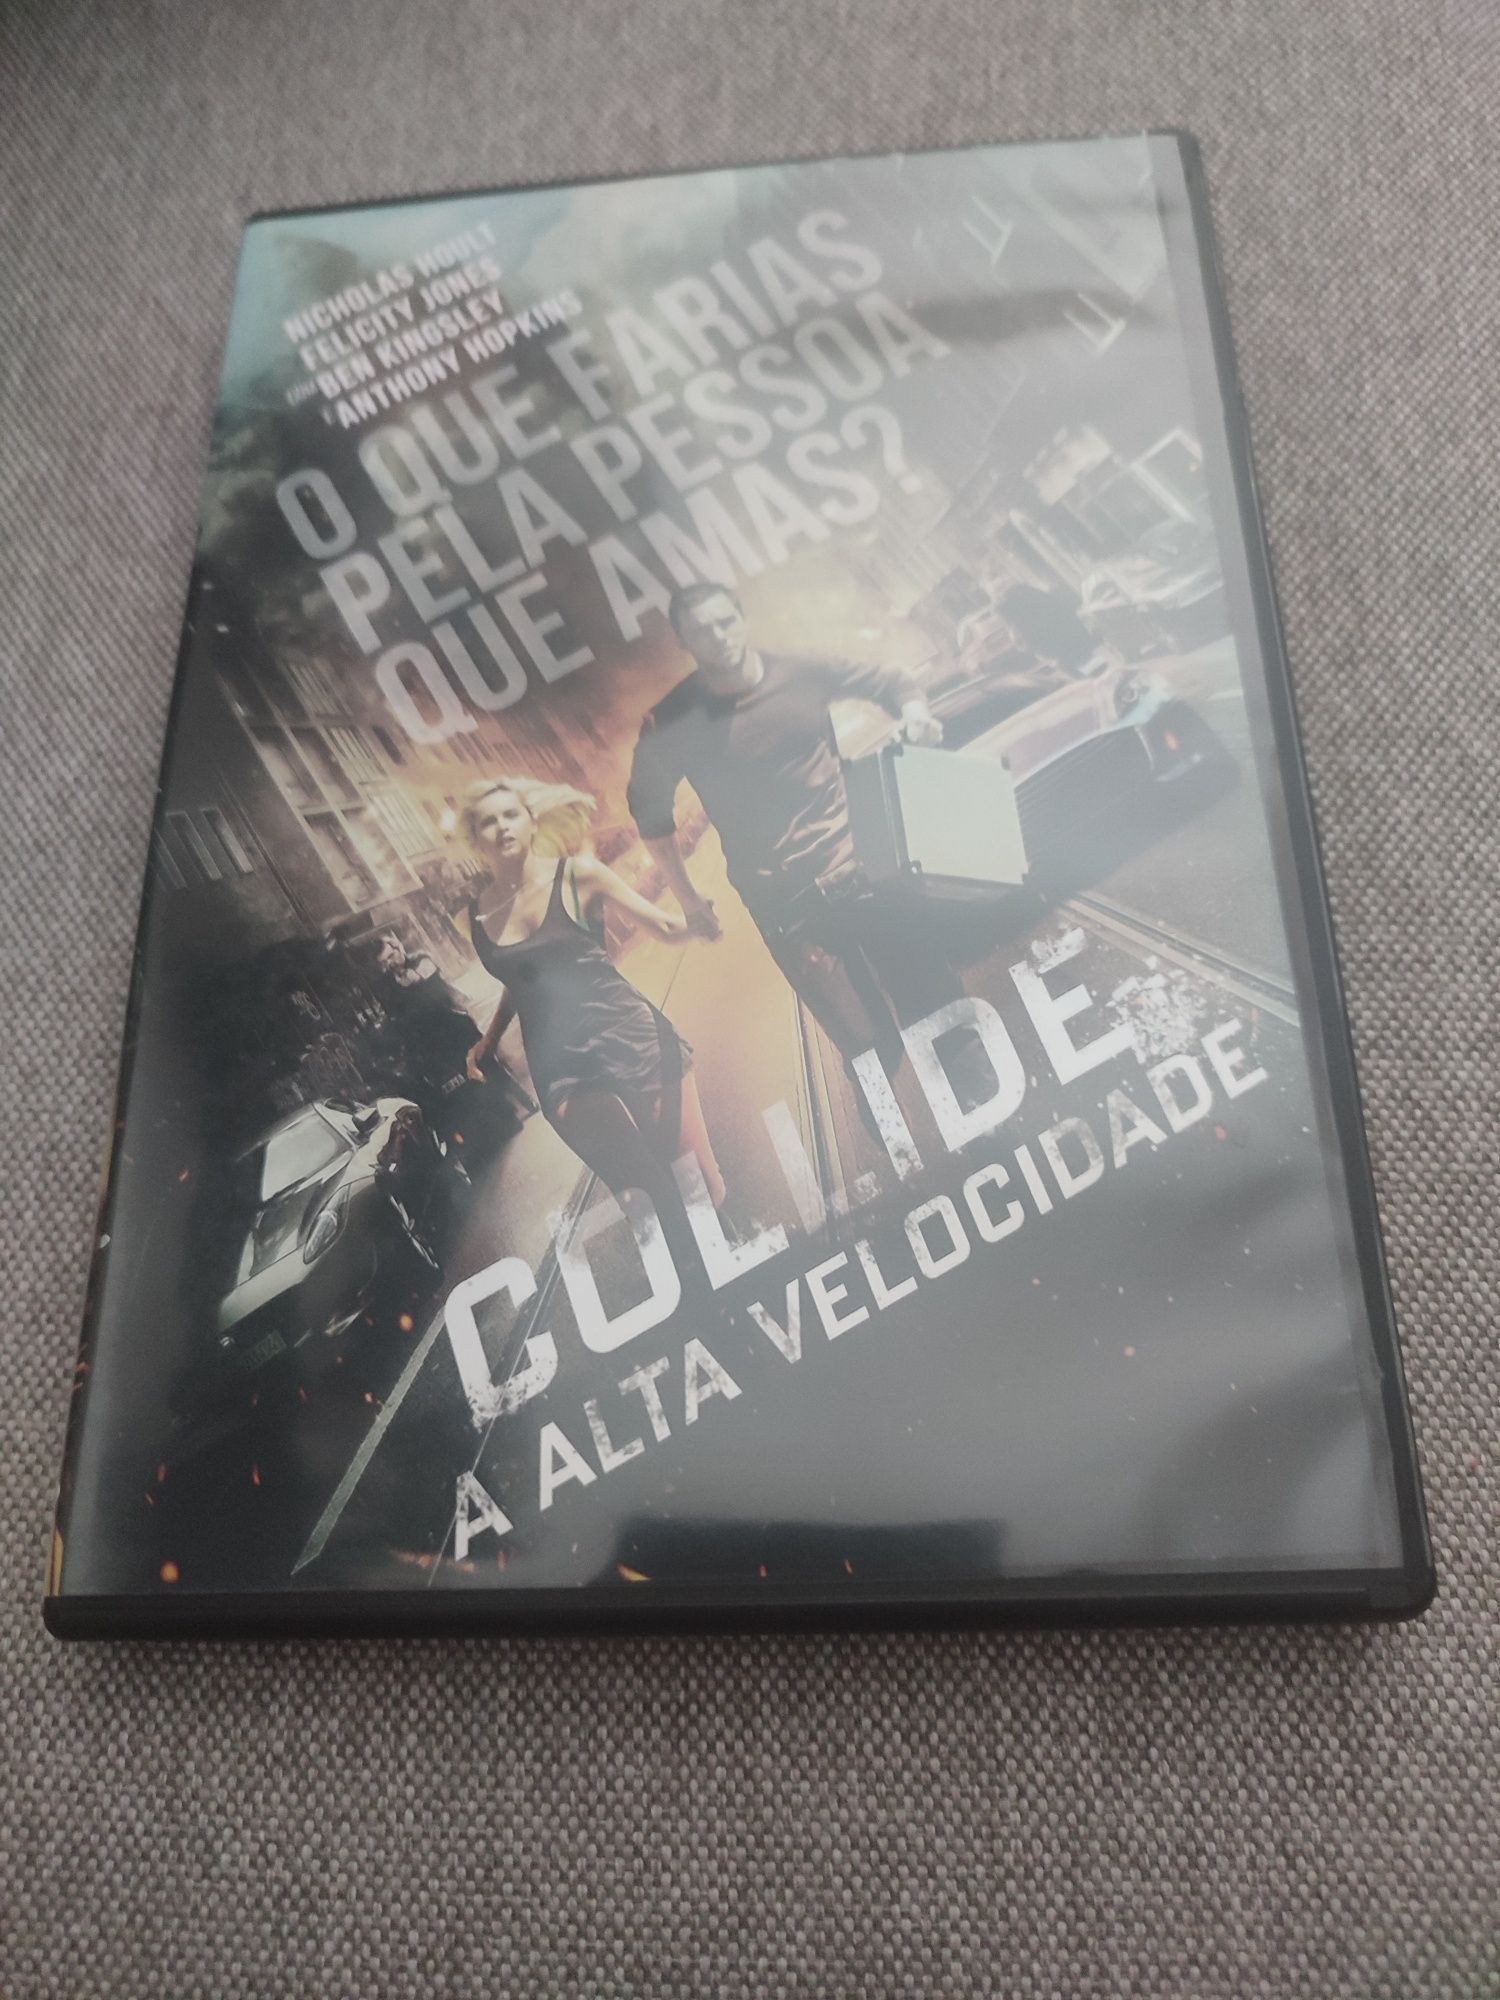 NICHOLAS HOULT
FELICITY JONES
BEN KINGSLEY
E ANTHONY HOPKINS
O QUE FARIAS
PELA PESSOA
QUE AMAS?
COLLIDE
A ALTA VELOCIDADE